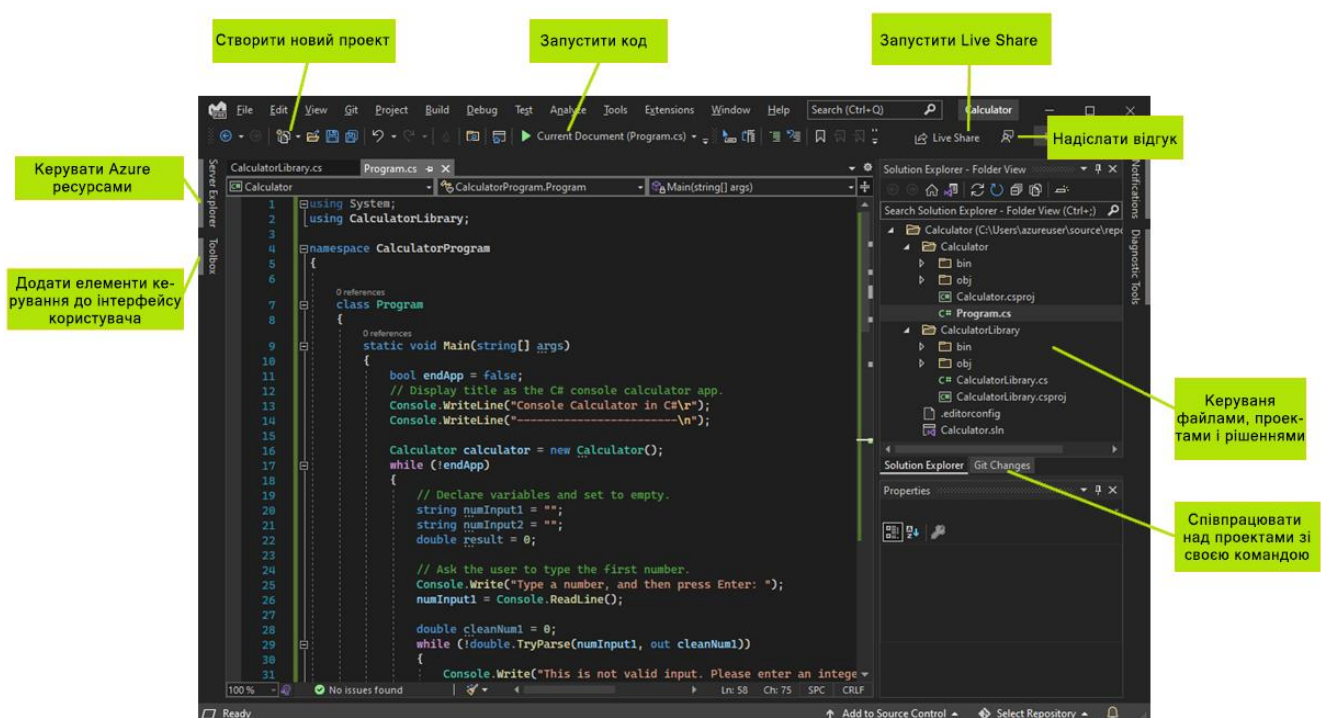 Створити новий проект
Запустити код
Запустити Live Share
File Edit View Git Project Build Debug Test Analyze Tools Extensions Window Help Search (Ctrl+Q) Calculator
Current Document (Program.cs) Live Share
Надіслати відгук
Керувати Azure
ресурсами
Додати елементи ке-
рування до інтерфейсу
користувача
Server Explorer
Toolbox
CalculatorLibrary.cs Program.cs
Calculator CalculatorProgram.Program Main(string[] args)
1 using System;
2 using CalculatorLibrary;
3
4 namespace CalculatorProgram
5 {
6
0 references
7 class Program
8 {
0 references
9 static void Main(string[] args)
10 {
11 bool endApp = false;
12 // Display title as the C# console calculator app.
13 Console.WriteLine("Console Calculator in C#\r");
14 Console.WriteLine("------------------------\n");
15
16 Calculator calculator = new Calculator();
17 while (!endApp)
18 {
19 // Declare variables and set to empty.
20 string numInput1 = "";
21 string numInput2 = "";
22 double result = 0;
23
24 // Ask the user to type the first number.
25 Console.Write("Type a number, and then press Enter: ");
26 numInput1 = Console.ReadLine();
27
28 double cleanNum1 = 0;
29 while (!double.TryParse(numInput1, out cleanNum1))
30 {
31 Console.Write("This is not valid input. Please enter an intege
100 % No issues found Ln: 58 Ch: 75 SPC CRLF
Solution Explorer - Folder View
Search Solution Explorer - Folder View (Ctrl+;)
Calculator (C:\Users\azureuser\source\repo
Calculator
bin
obj
Calculator.csproj
C# Program.cs
CalculatorLibrary
bin
obj
C# CalculatorLibrary.cs
CalculatorLibrary.csproj
.editorconfig
Calculator.sln
Solution Explorer Git Changes
Properties
Notifications
Diagnostic Tools
Керуваня
файлами, проек-
тами і рішеннями
Співпрацювати
над проектами зі
своєю командою
Ready Add to Source Control Select Repository